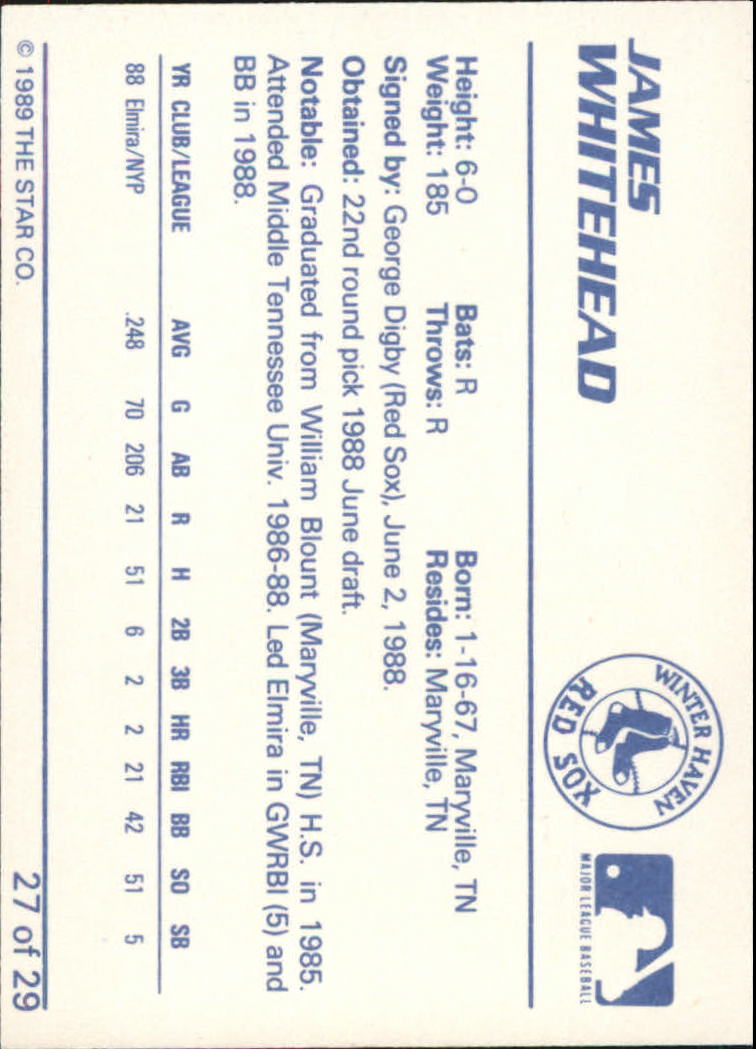 JAMES
WHITEHEAD
WINTER HAVEN
RED SOX
MAJOR LEAGUE BASEBALL
Height: 6-0 Bats: R Born: 1-16-67, Maryville, TN
Weight: 185 Throws: R Resides: Maryville, TN
Signed by: George Digby (Red Sox), June 2, 1988.
Obtained: 22nd round pick 1988 June draft.
Notable: Graduated from William Blount (Maryville, TN) H.S. in 1985.
Attended Middle Tennessee Univ. 1986-88. Led Elmira in GWRBI (5) and
BB in 1988.
YR CLUB/LEAGUE AVG G AB R H 2B 3B HR RBI BB SO SB
88 Elmira/NYP .248 70 206 21 51 6 2 2 21 42 51 5
© 1989 THE STAR CO. 27 of 29